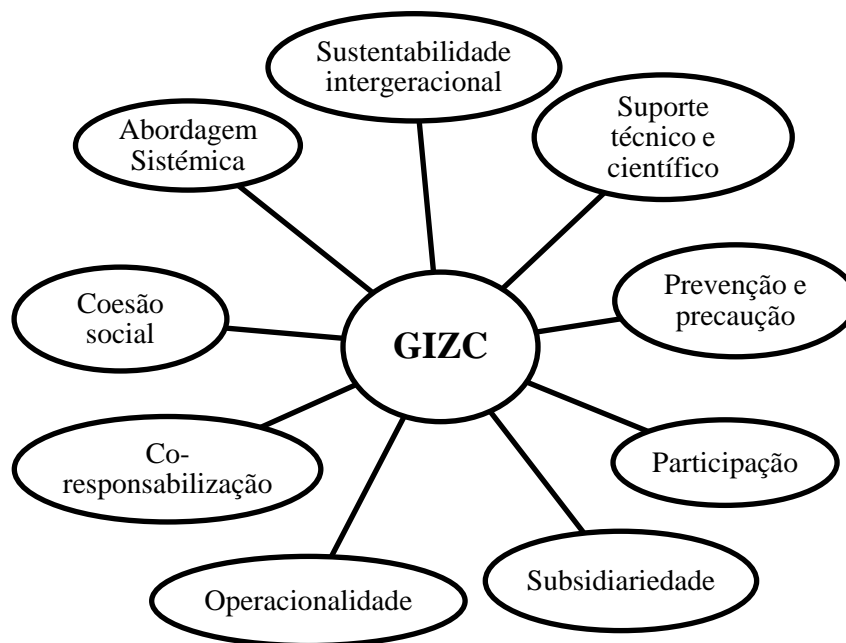 Sustentabilidade
intergeracional
Suporte
técnico e
científico
Abordagem
Sistémica
Prevenção e
precaução
Coesão
social
GIZC
Co-
responsabilização
Participação
Operacionalidade
Subsidiariedade